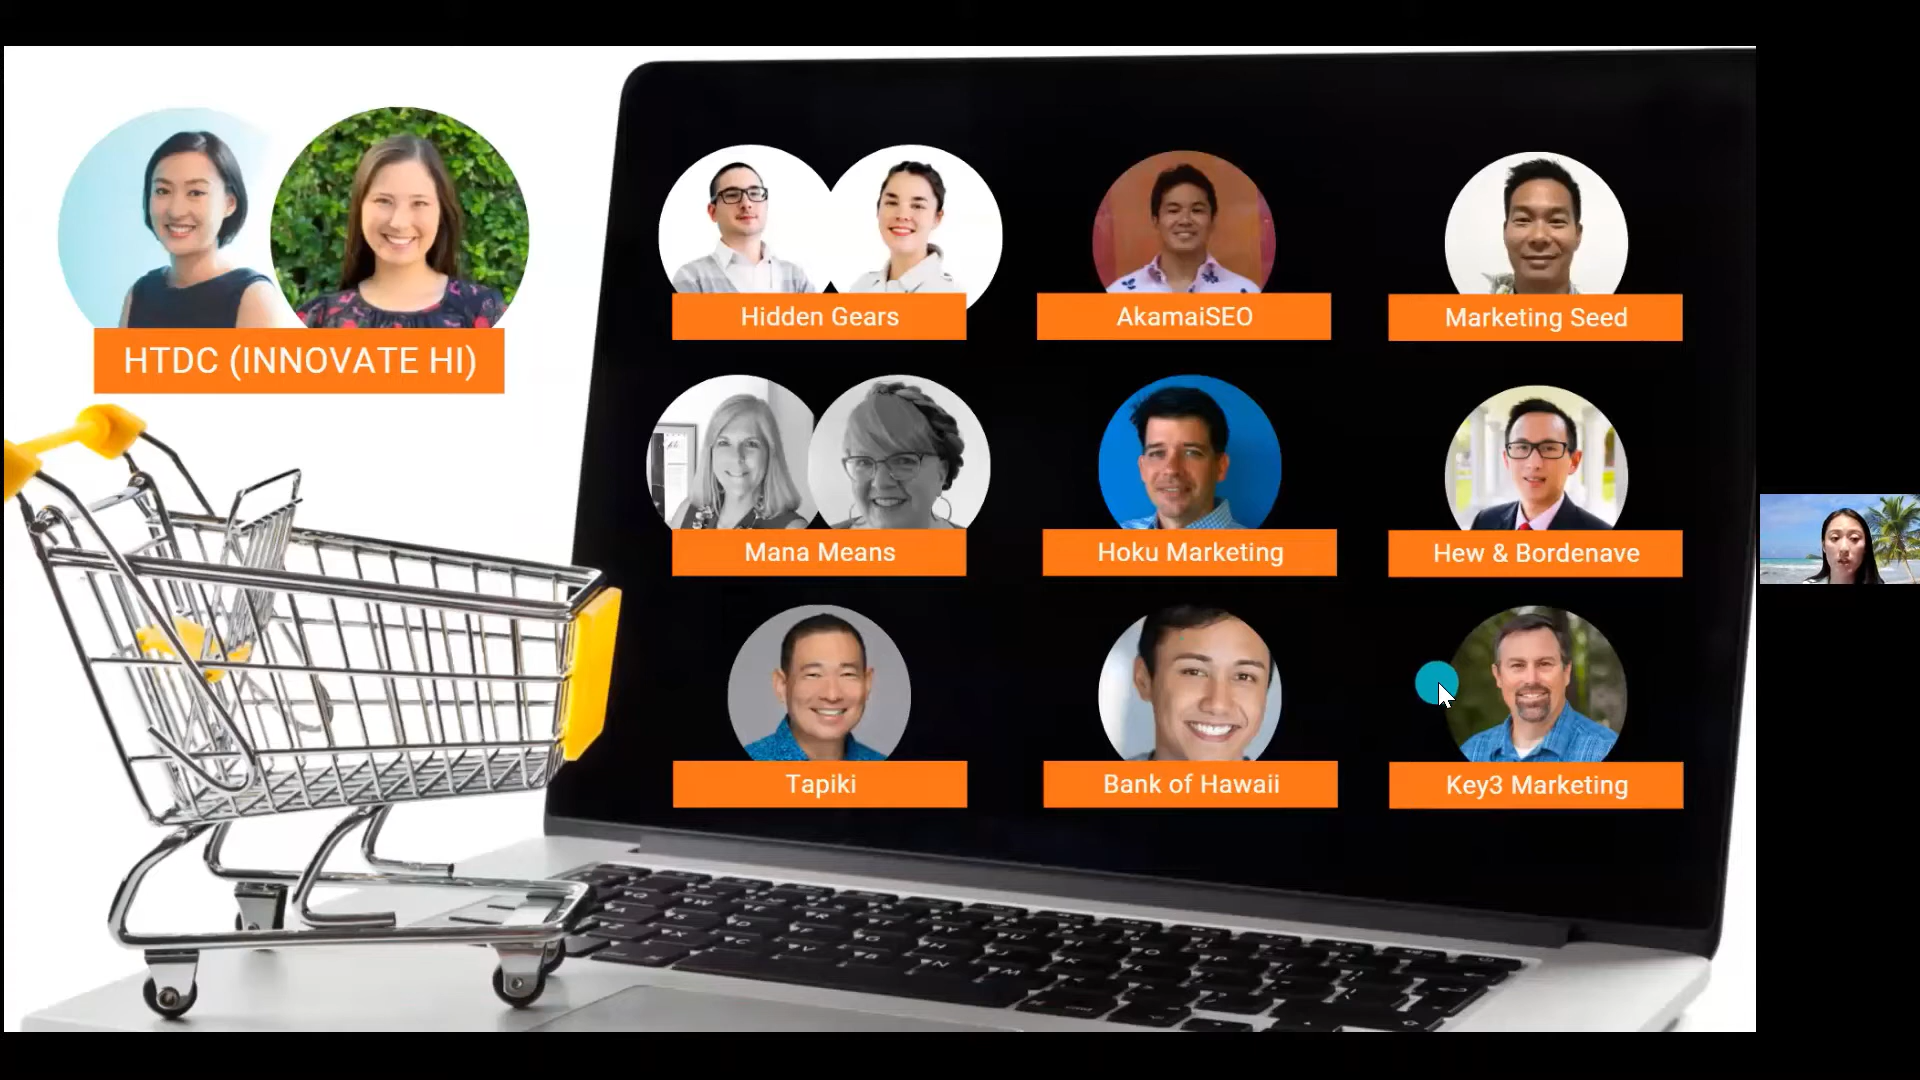 HTDC (INNOVATE HI)
Hidden Gears
AkamaiSEO
Marketing Seed
Mana Means
Hoku Marketing
Hew & Bordenave
Tapiki
Bank of Hawaii
Key3 Marketing